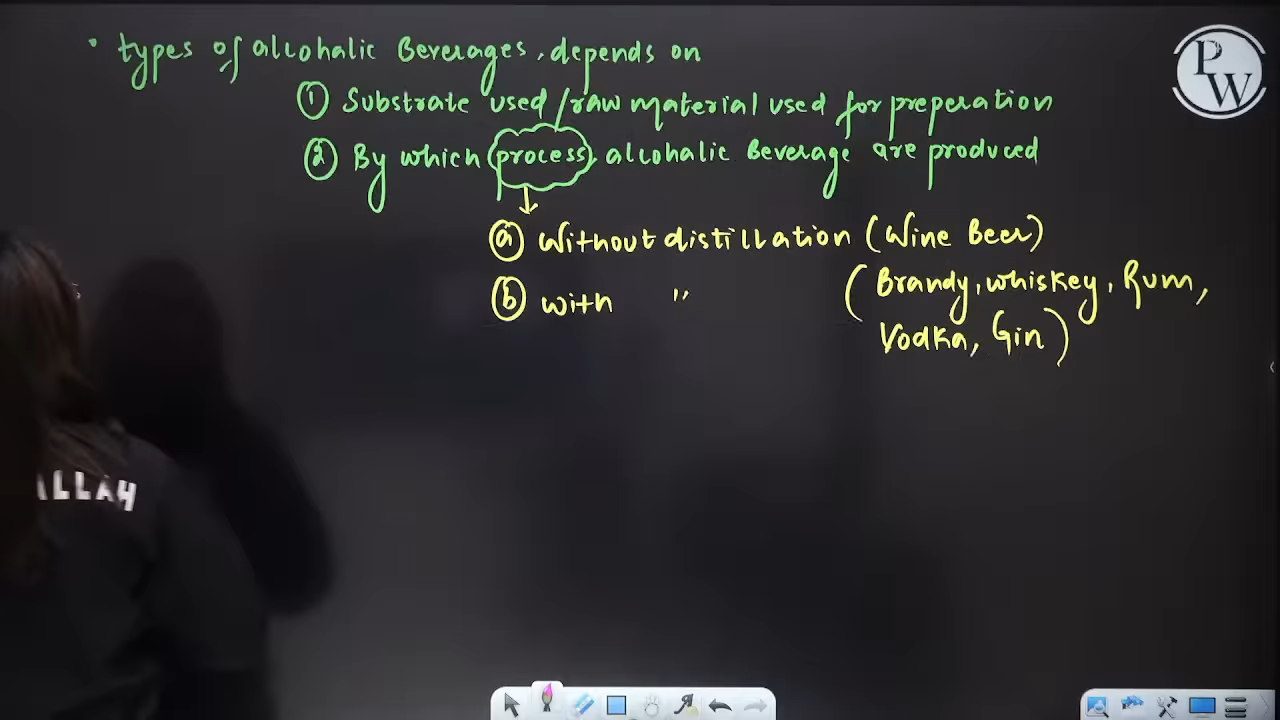 • types of alcohalic Beverages, depends on
① Substrate used / raw material used for preperation
② By which process, alcohalic Beverage are produced
ⓐ without distillation (Wine Beer)
ⓑ with " (Brandy, whiskey, Rum,
Vodka, Gin)
PW
ALLAH